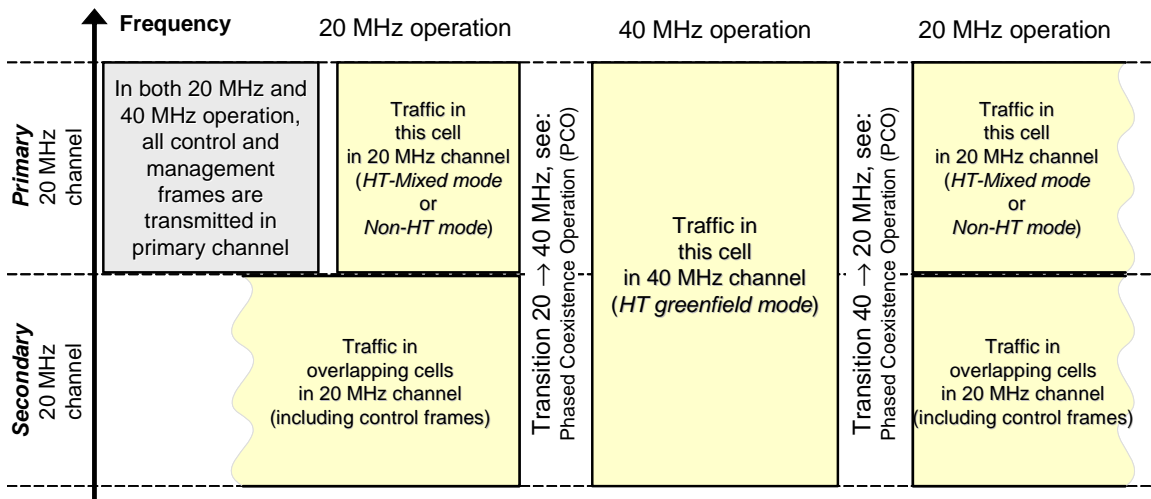 Frequency
20 MHz operation
40 MHz operation
20 MHz operation
Primary
20 MHz
channel
In both 20 MHz and
40 MHz operation,
all control and
management
frames are
transmitted in
primary channel
Traffic in
this cell
in 20 MHz channel
(HT-Mixed mode
or
Non-HT mode)
Transition 20 → 40 MHz, see:
Phased Coexistence Operation (PCO)
Traffic in
this cell
in 40 MHz channel
(HT greenfield mode)
Transition 40 → 20 MHz, see:
Phased Coexistence Operation (PCO)
Traffic in
this cell
in 20 MHz channel
(HT-Mixed mode
or
Non-HT mode)
Secondary
20 MHz
channel
Traffic in
overlapping cells
in 20 MHz channel
(including control frames)
Traffic in
overlapping cells
in 20 MHz channel
(including control frames)